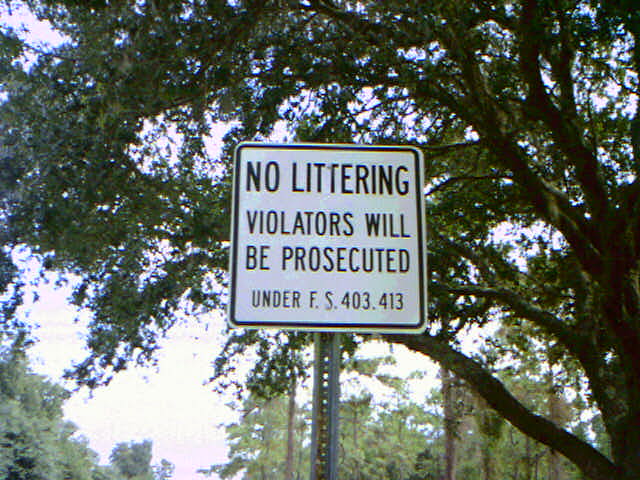 NO LITTERING
VIOLATORS WILL
BE PROSECUTED
UNDER F. S. 403. 413